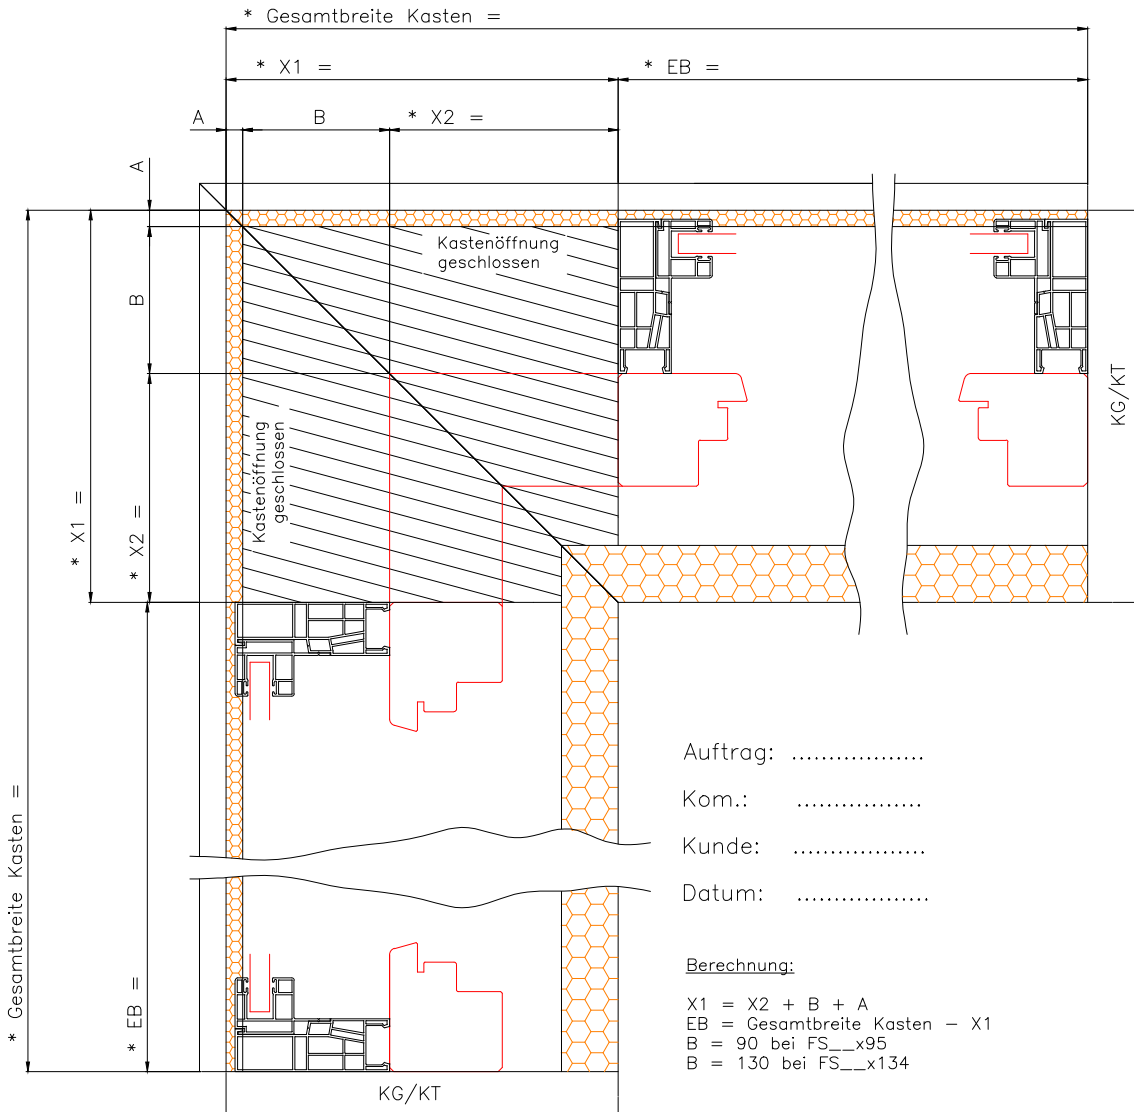 * Gesamtbreite Kasten =
* X1 =
* EB =
A
B
* X2 =
A
B
* X1 =
* X2 =
* Gesamtbreite Kasten =
* EB =
Kastenöffnung
geschlossen
Kastenöffnung
geschlossen
KG/KT
KG/KT
Auftrag: ..................
Kom.: .................
Kunde: ..................
Datum: ..................
Berechnung:
X1 = X2 + B + A
EB = Gesamtbreite Kasten - X1
B = 90 bei FS__x95
B = 130 bei FS__x134